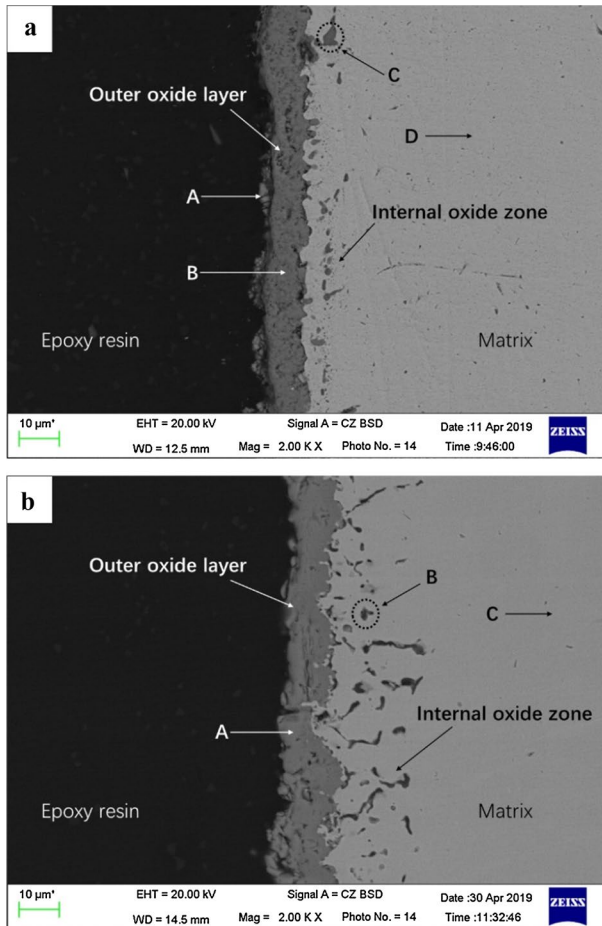 a
C
Outer oxide layer
D
A
Internal oxide zone
B
Epoxy resin
Matrix
10 µm*
EHT = 20.00 kV
Signal A = CZ BSD
Date :11 Apr 2019
ZEISS
WD = 12.5 mm
Mag = 2.00 K X
Photo No. = 14
Time :9:46:00
b
Outer oxide layer
B
C
Internal oxide zone
A
Epoxy resin
Matrix
10 µm*
EHT = 20.00 kV
Signal A = CZ BSD
Date :30 Apr 2019
ZEISS
WD = 14.5 mm
Mag = 2.00 K X
Photo No. = 14
Time :11:32:46